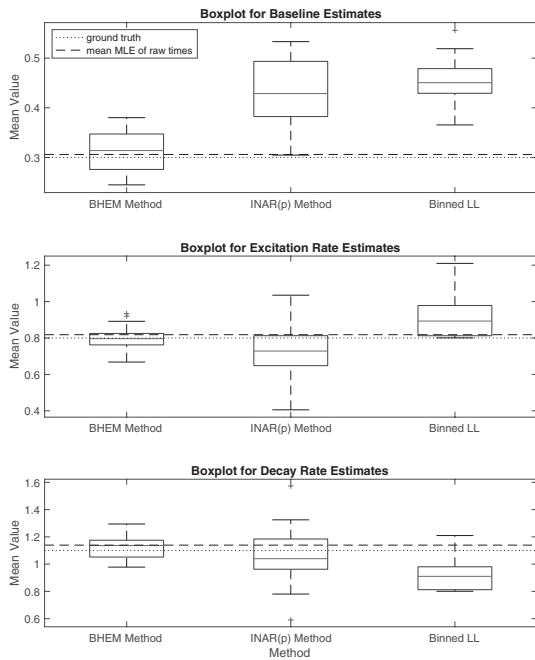 Boxplot for Baseline Estimates
ground truth
mean MLE of raw times
0.5
0.4
0.3
Mean Value
BHEM Method INAR(p) Method Binned LL
Boxplot for Excitation Rate Estimates
1.2
1
0.8
0.6
0.4
Mean Value
BHEM Method INAR(p) Method Binned LL
Boxplot for Decay Rate Estimates
1.6
1.4
1.2
1
0.8
0.6
Mean Value
BHEM Method INAR(p) Method Binned LL
Method